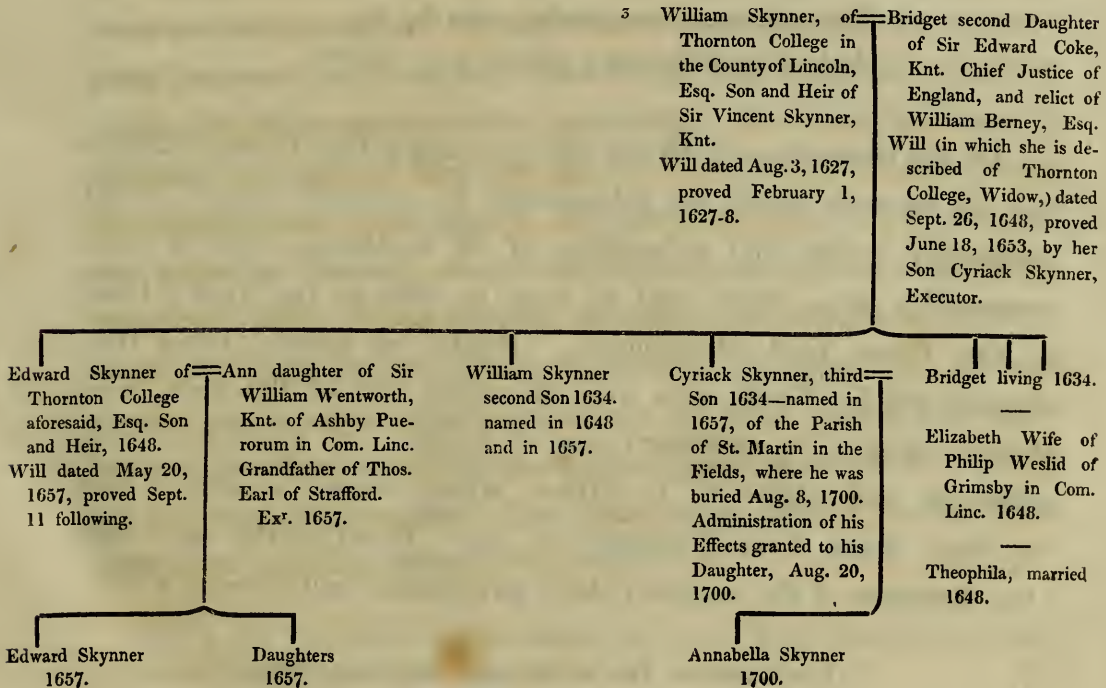 3 William Skynner, of
Thornton College in
the County of Lincoln,
Esq. Son and Heir of
Sir Vincent Skynner,
Knt.
Will dated Aug. 3, 1627,
proved February 1,
1627-8.
Bridget second Daughter
of Sir Edward Coke,
Knt. Chief Justice of
England, and relict of
William Berney, Esq.
Will (in which she is de-
scribed of Thornton
College, Widow,) dated
Sept. 26, 1648, proved
June 18, 1653, by her
Son Cyriack Skynner,
Executor.
Edward Skynner of
Thornton College
aforesaid, Esq. Son
and Heir, 1648.
Will dated May 20,
1657, proved Sept.
11 following.
Ann daughter of Sir
William Wentworth,
Knt. of Ashby Pue-
rorum in Com. Linc.
Grandfather of Thos.
Earl of Strafford.
Exr. 1657.
William Skynner
second Son 1634.
named in 1648
and in 1657.
Cyriack Skynner, third
Son 1634—named in
1657, of the Parish
of St. Martin in the
Fields, where he was
buried Aug. 8, 1700.
Administration of his
Effects granted to his
Daughter, Aug. 20,
1700.
Bridget living 1634.
—
Elizabeth Wife of
Philip Weslid of
Grimsby in Com.
Linc. 1648.
—
Theophila, married
1648.
Edward Skynner
1657.
Daughters
1657.
Annabella Skynner
1700.